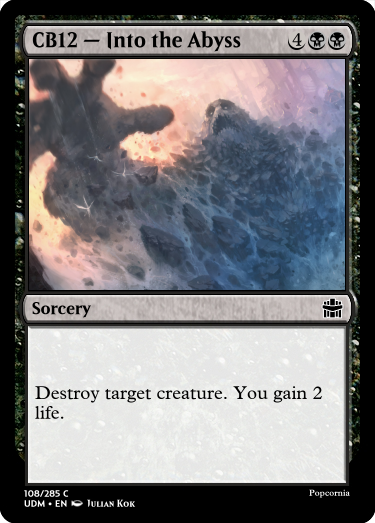 CB12 — Into the Abyss 4
Sorcery
Destroy target creature. You gain 2
life.
108/285 C
Popcornia
UDM • EN Julian Kok